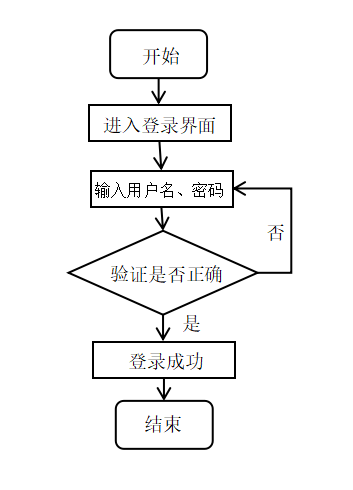 开始
进入登录界面
输入用户名、密码
否
验证是否正确
是
登录成功
结束